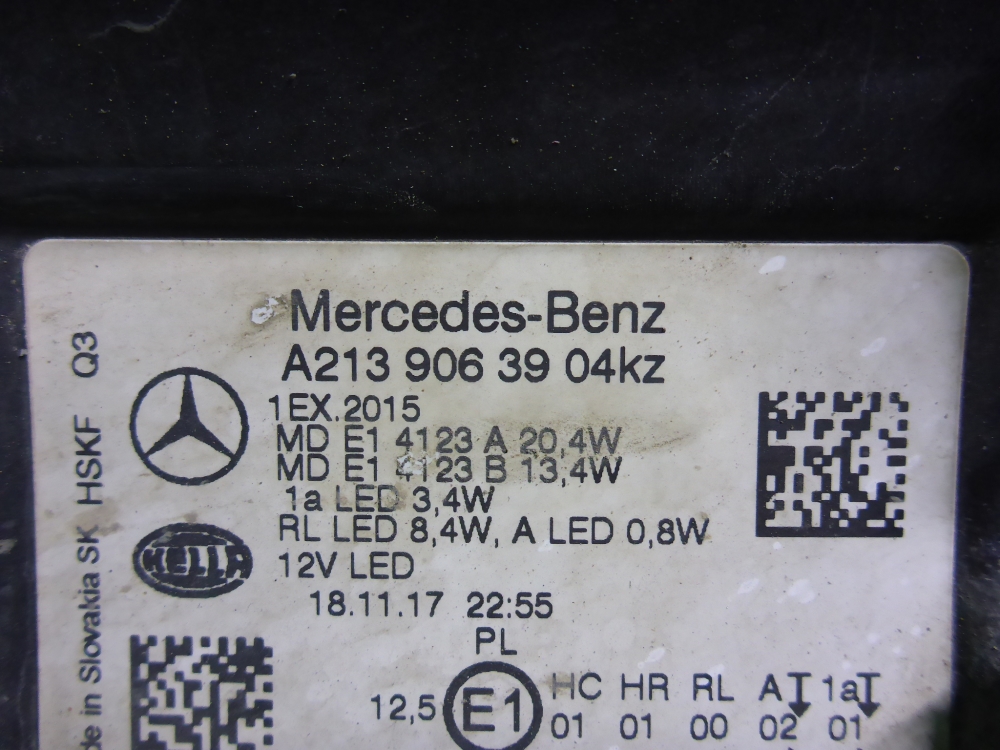 Mercedes-Benz
A213 906 39 04kz
1EX.2015
MD E1 4123 A 20,4W
MD E1 4123 B 13,4W
1a LED 3,4W
RL LED 8,4W, A LED 0,8W
12V LED
18.11.17 22:55
PL
12,5 E1 HC HR RL A 1a
01 01 00 02 01
HELLA
de in Slovakia SK HSKF Q3